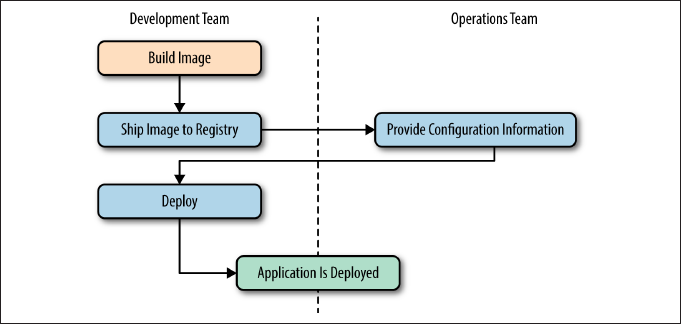 Development Team
Operations Team
Build Image
Ship Image to Registry
Provide Configuration Information
Deploy
Application Is Deployed